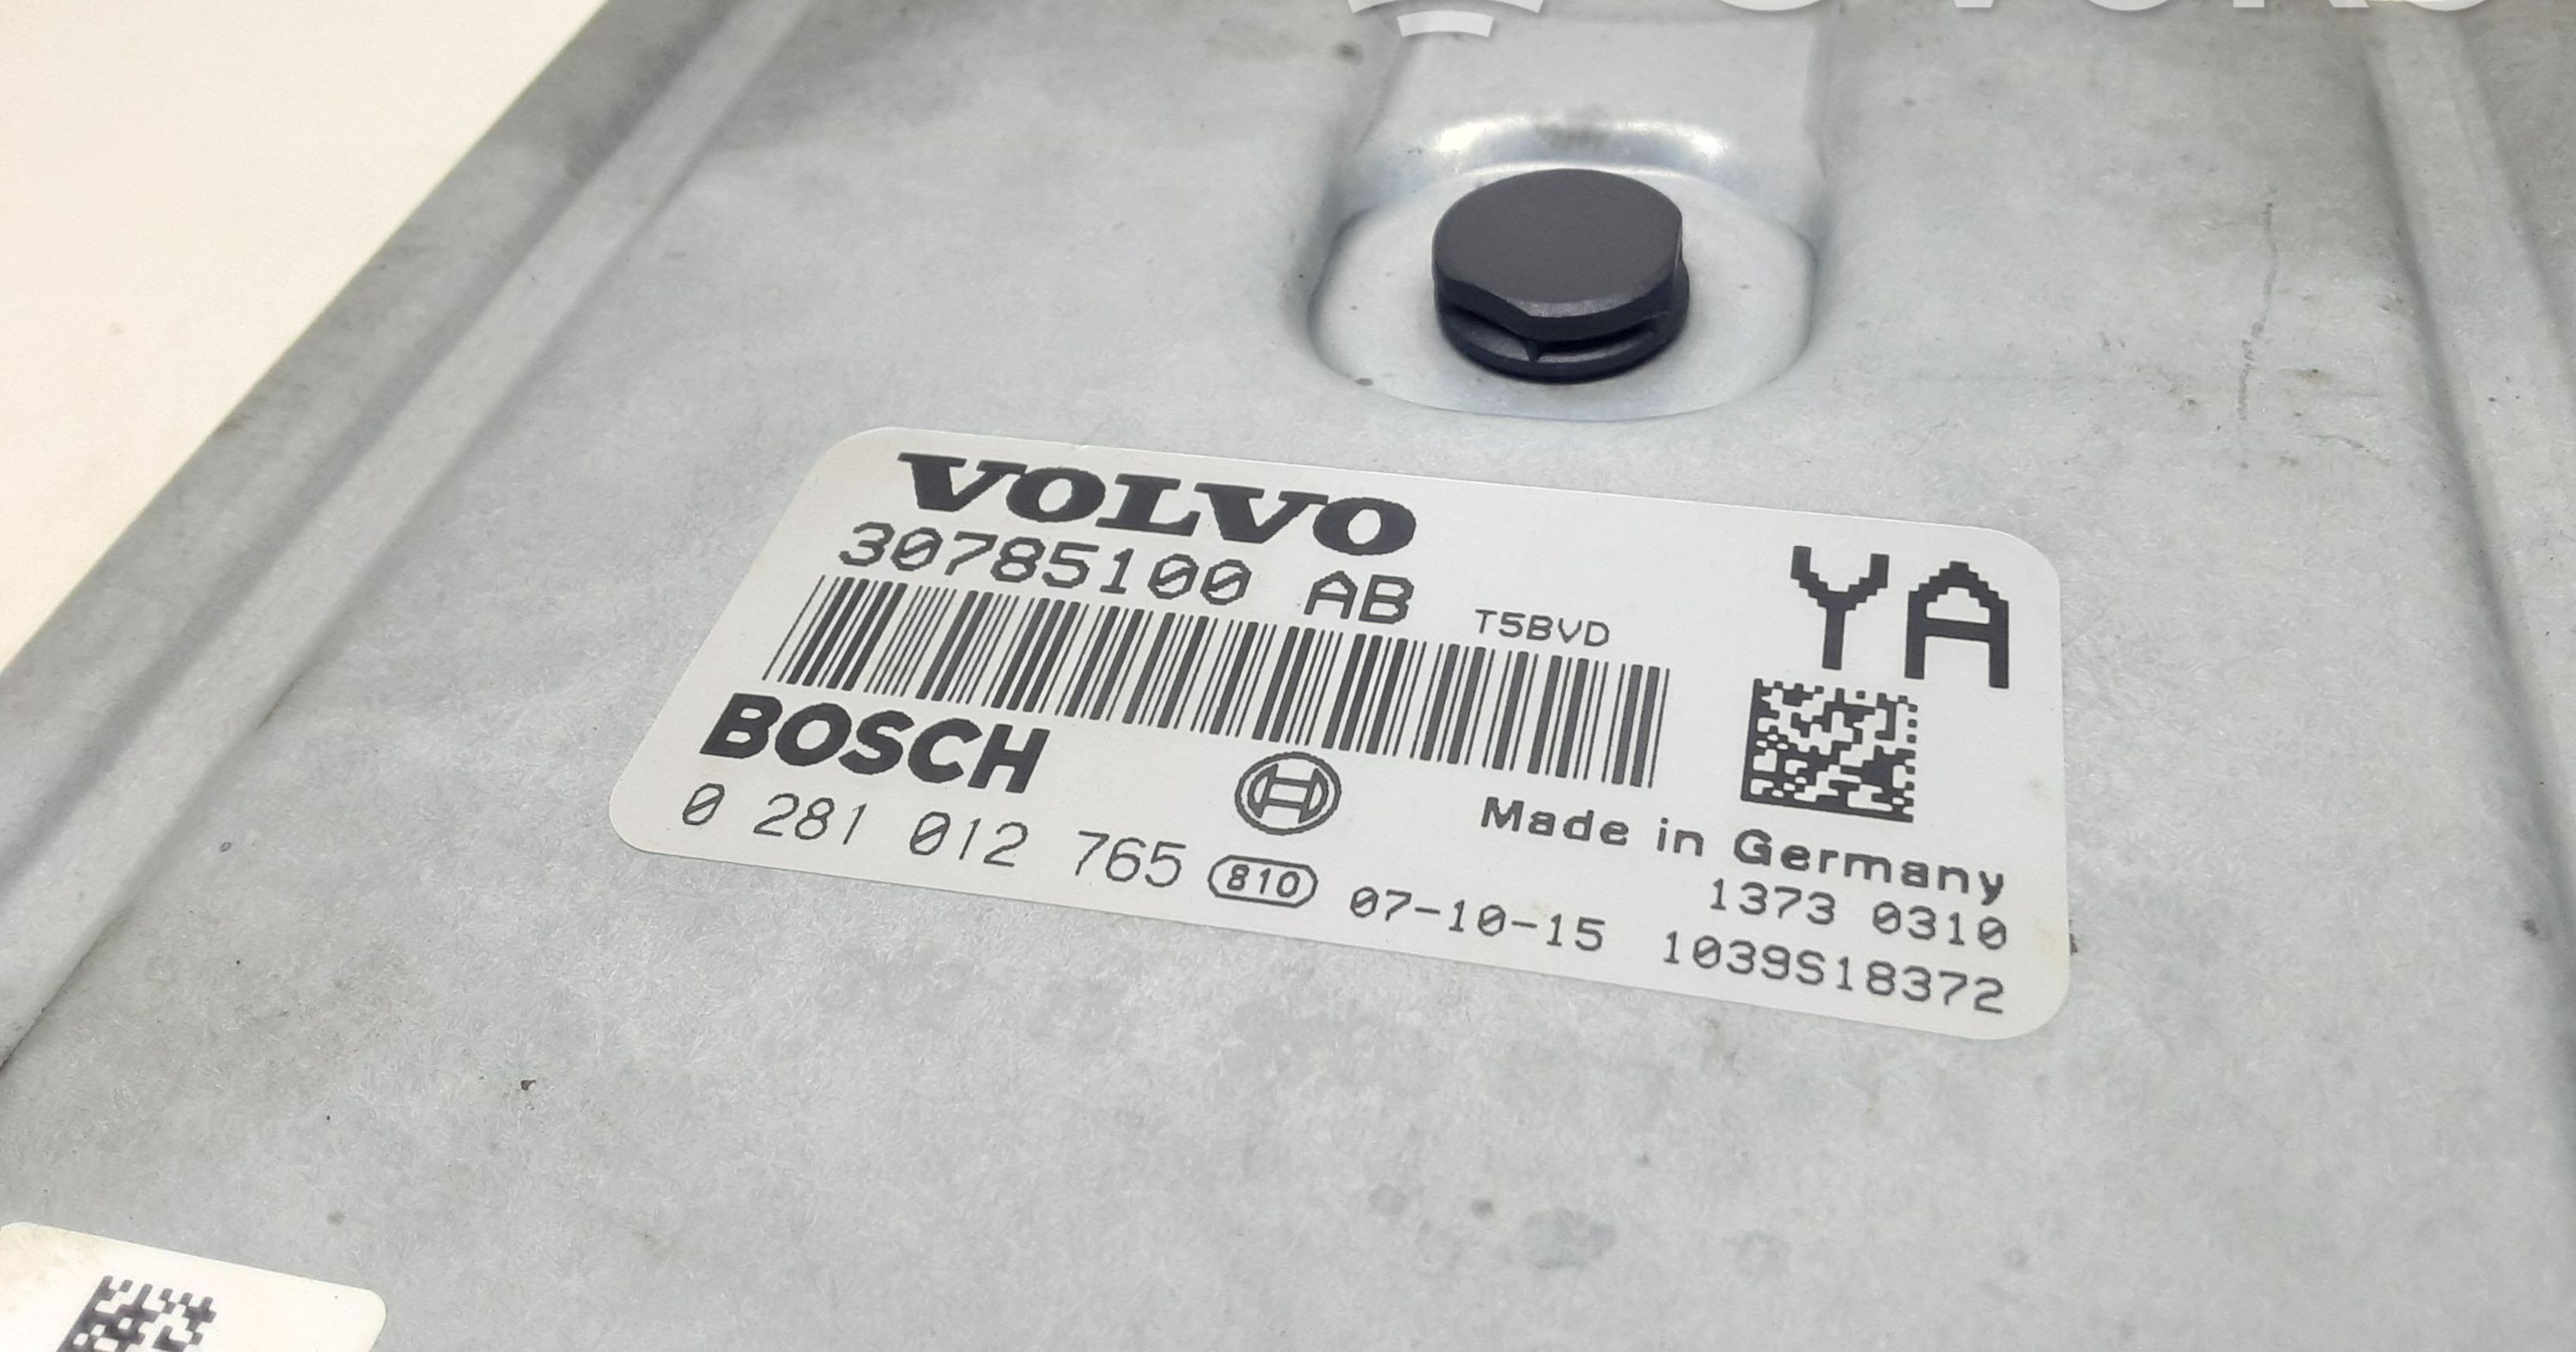 VOLVO
30785100 AB
T5BVD
YA
BOSCH
Made in Germany
0 281 012 765 810 07-10-15
1373 0310
1039S18372